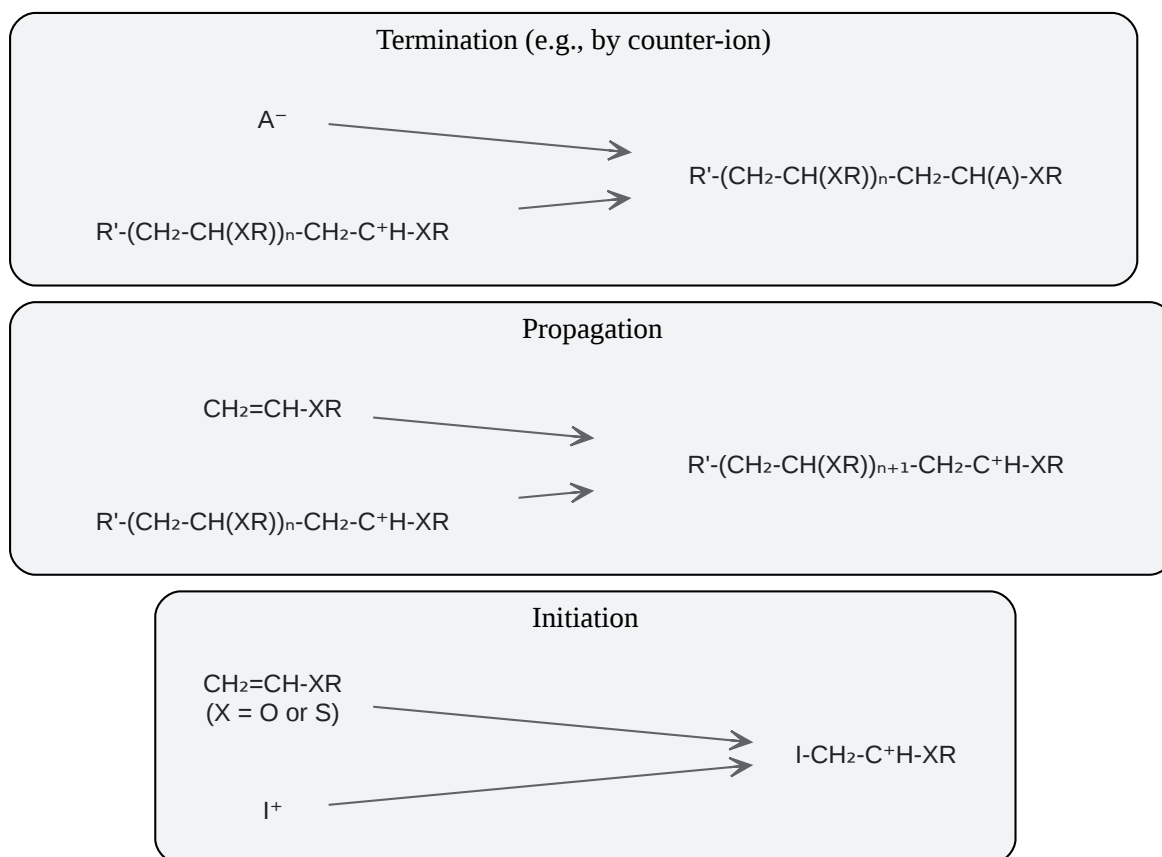 Termination (e.g., by counter-ion)
A⁻
R'-(CH₂-CH(XR))ₙ-CH₂-CH(A)-XR
R'-(CH₂-CH(XR))ₙ-CH₂-C⁺H-XR
Propagation
CH₂=CH-XR
R'-(CH₂-CH(XR))ₙ₊₁-CH₂-C⁺H-XR
R'-(CH₂-CH(XR))ₙ-CH₂-C⁺H-XR
Initiation
CH₂=CH-XR
(X = O or S)
I-CH₂-C⁺H-XR
I⁺